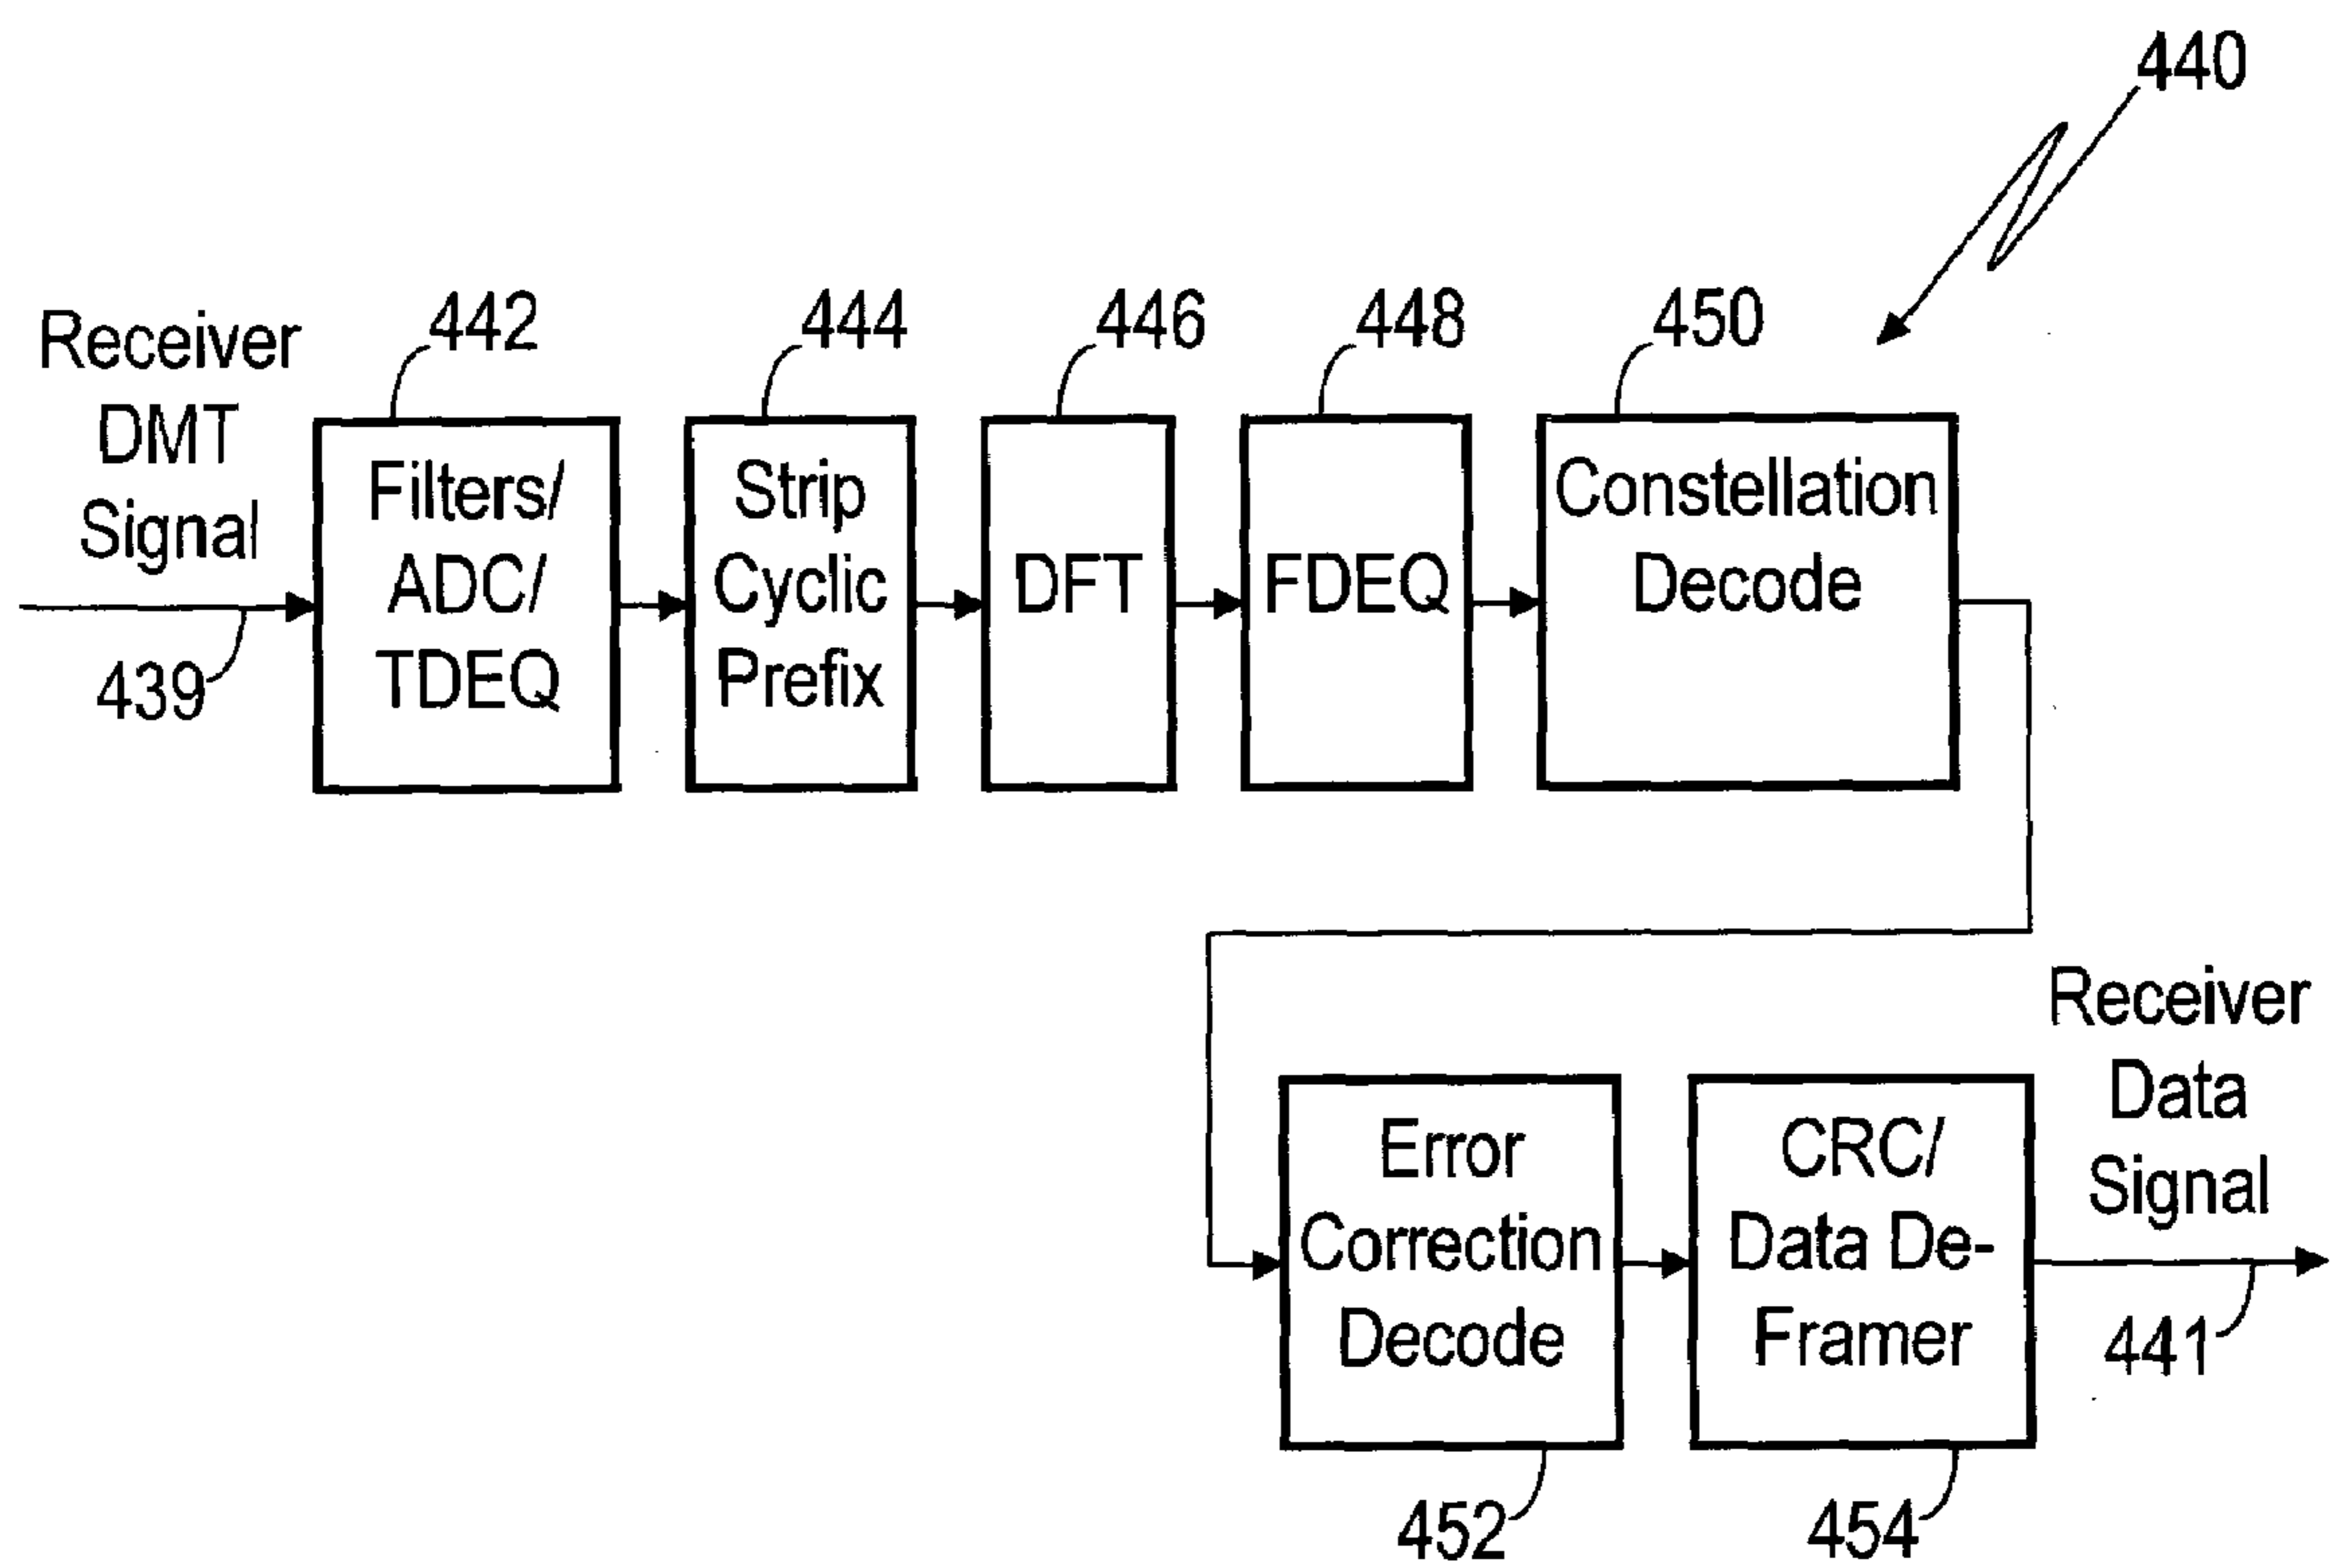 440
Receiver
DMT
Signal
439
442
Filters/
ADC/
TDEQ
444
Strip
Cyclic
Prefix
446
DFT
448
FDEQ
450
Constellation
Decode
Error
Correction
Decode
452
CRC/
Data De-
Framer
454
Receiver
Data
Signal
441